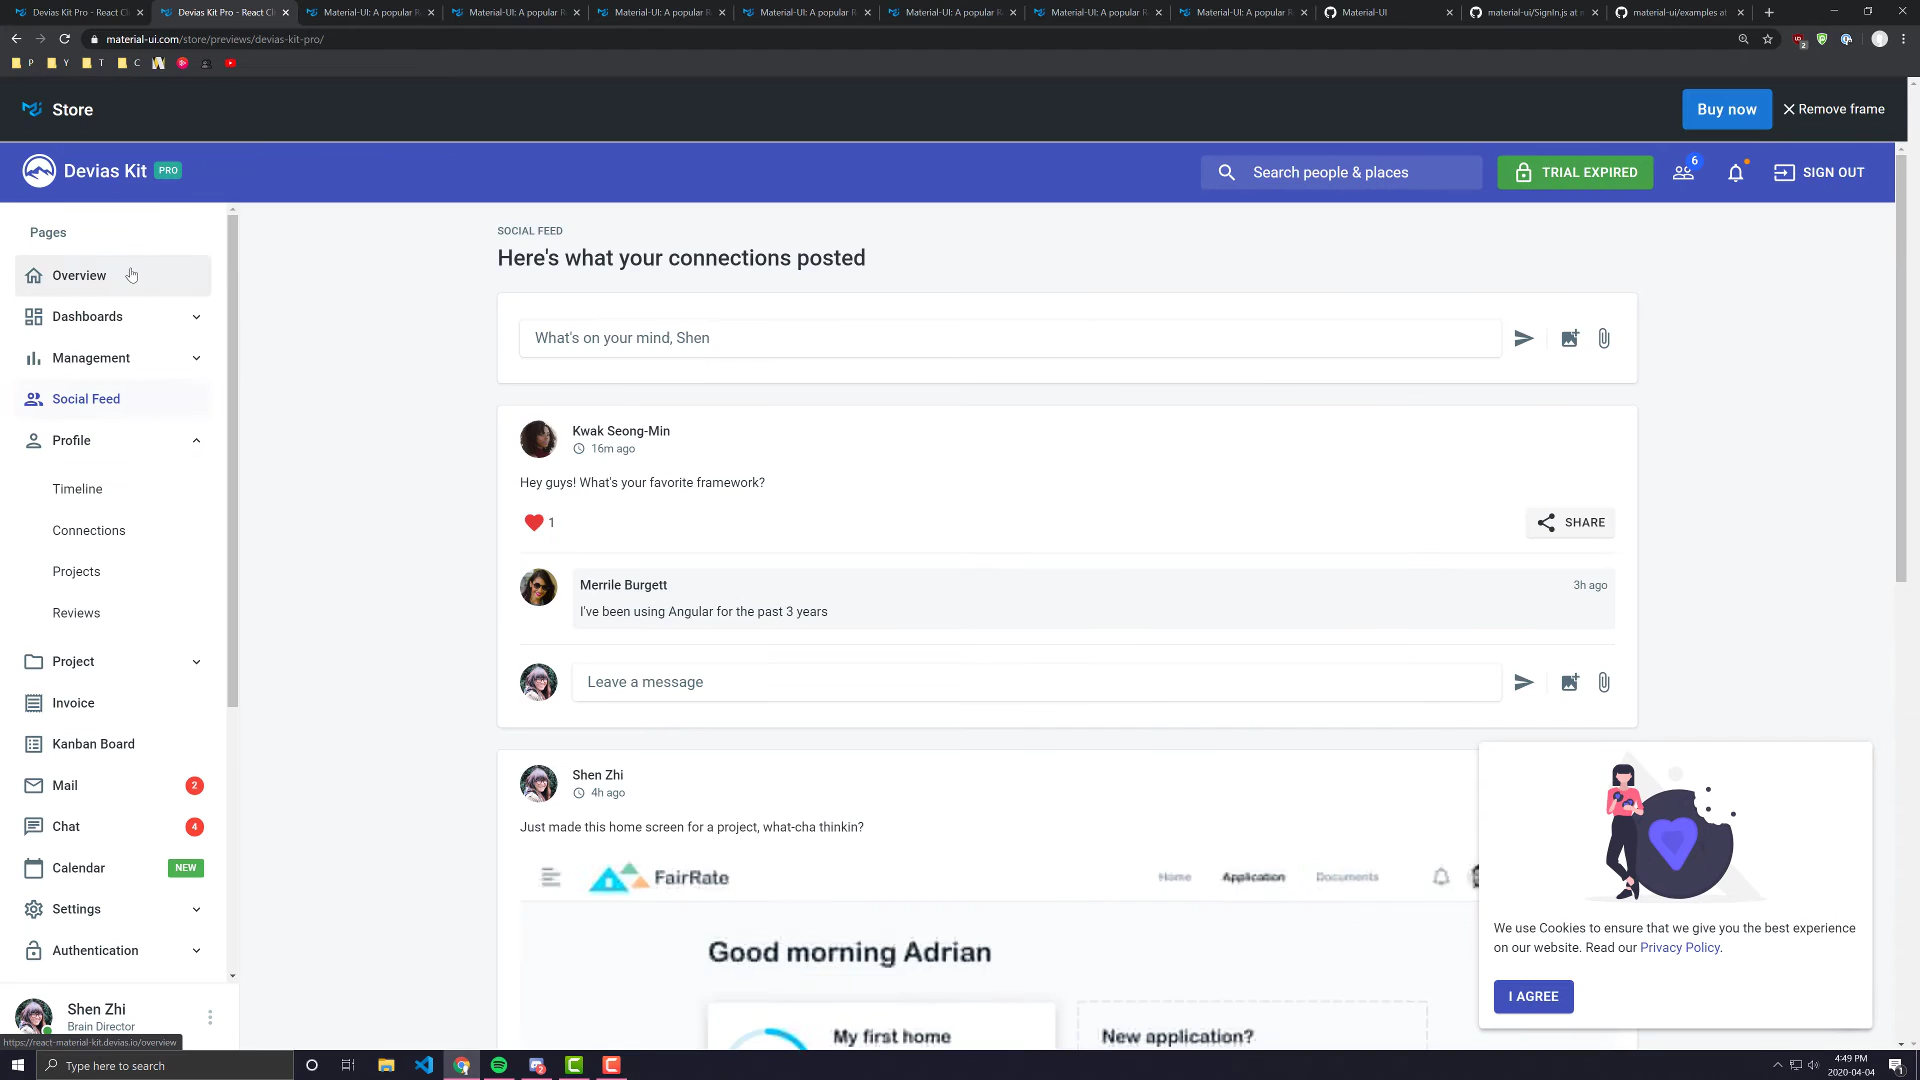 Devias Kit Pro - React Cl
Devias Kit Pro - React Cl
Material-UI: A popular R
Material-UI: A popular R
Material-UI: A popular R
Material-UI: A popular R
Material-UI: A popular R
Material-UI: A popular R
Material-UI: A popular R
Material-UI
material-ui/SignIn.js at m
material-ui/examples at
material-ui.com/store/previews/devias-kit-pro/
2
P
Y
T
C
Store
Buy now
Remove frame
Devias Kit PRO
Search people & places
TRIAL EXPIRED
6
SIGN OUT
Pages
Overview
Dashboards
Management
Social Feed
Profile
Timeline
Connections
Projects
Reviews
Project
Invoice
Kanban Board
Mail 2
Chat 4
Calendar NEW
Settings
Authentication
Shen Zhi
Brain Director
https://react-material-kit.devias.io/overview
SOCIAL FEED
Here's what your connections posted
What's on your mind, Shen
Kwak Seong-Min
16m ago
Hey guys! What's your favorite framework?
1
SHARE
Merrile Burgett
3h ago
I've been using Angular for the past 3 years
Leave a message
Shen Zhi
4h ago
Just made this home screen for a project, what-cha thinkin?
FairRate
Home
Application
Documents
Good morning Adrian
My first home
New application?
We use Cookies to ensure that we give you the best experience
on our website. Read our Privacy Policy.
I AGREE
Type here to search
4:49 PM
2020-04-04